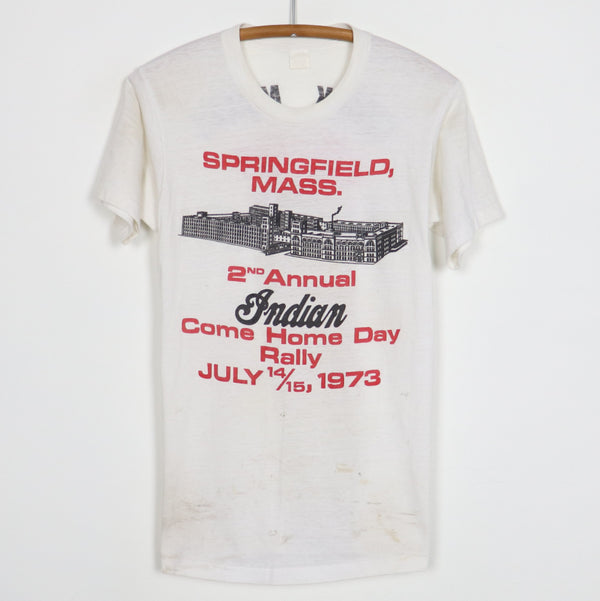 SPRINGFIELD,
MASS.
2ND Annual
Indian
Come Home Day
Rally
JULY 14/15, 1973